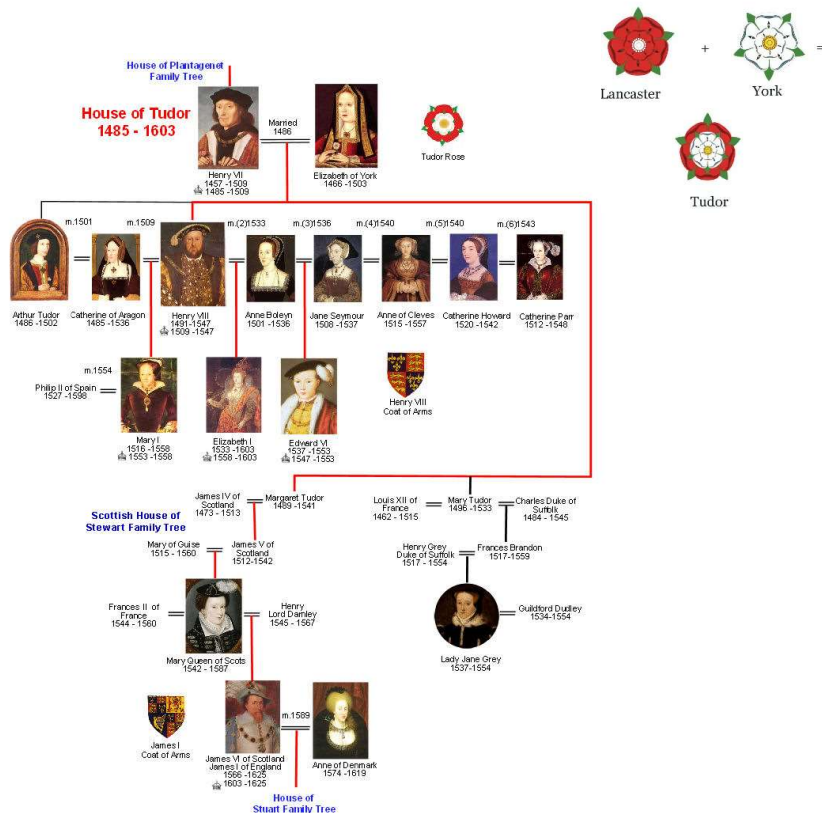 House of Plantagenet
Family Tree
House of Tudor
1485 - 1603
Married
1486
Henry VII
1457 -1509
1485 -1509
Elizabeth of York
1466 -1503
Tudor Rose
Lancaster
+
York
=
Tudor
m.1501
m.1509
m.(2)1533
m.(3)1536
m.(4)1540
m.(5)1540
m.(6)1543
Arthur Tudor
1486 -1502
Catherine of Aragon
1485 -1536
Henry VIII
1491-1547
1509 -1547
Anne Boleyn
1501 -1536
Jane Seymour
1508 -1537
Anne of Cleves
1515 -1557
Catherine Howard
1520 -1542
Catherine Parr
1512 -1548
m.1554
Philip II of Spain
1527 -1598
Mary I
1516 -1558
1553 -1558
Elizabeth I
1533 -1603
1558 -1603
Edward VI
1537 -1553
1547 -1553
Henry VIII
Coat of Arms
James IV of
Scotland
1473 - 1513
Margaret Tudor
1489 -1541
Louis XII of
France
1462 - 1515
Mary Tudor
1496 -1533
Charles Duke of
Suffolk
1484 - 1545
Scottish House of
Stewart Family Tree
Mary of Guise
1515 - 1560
James V of
Scotland
1512-1542
Henry Grey
Duke of Suffolk
1517 - 1554
Frances Brandon
1517-1559
Frances II of
France
1544 - 1560
Henry
Lord Darnley
1545 - 1567
Mary Queen of Scots
1542 - 1587
Guildford Dudley
1534-1554
Lady Jane Grey
1537-1554
m.1589
James I
Coat of Arms
James VI of Scotland
James I of England
1566 -1625
1603 -1625
Anne of Denmark
1574 -1619
House of
Stuart Family Tree